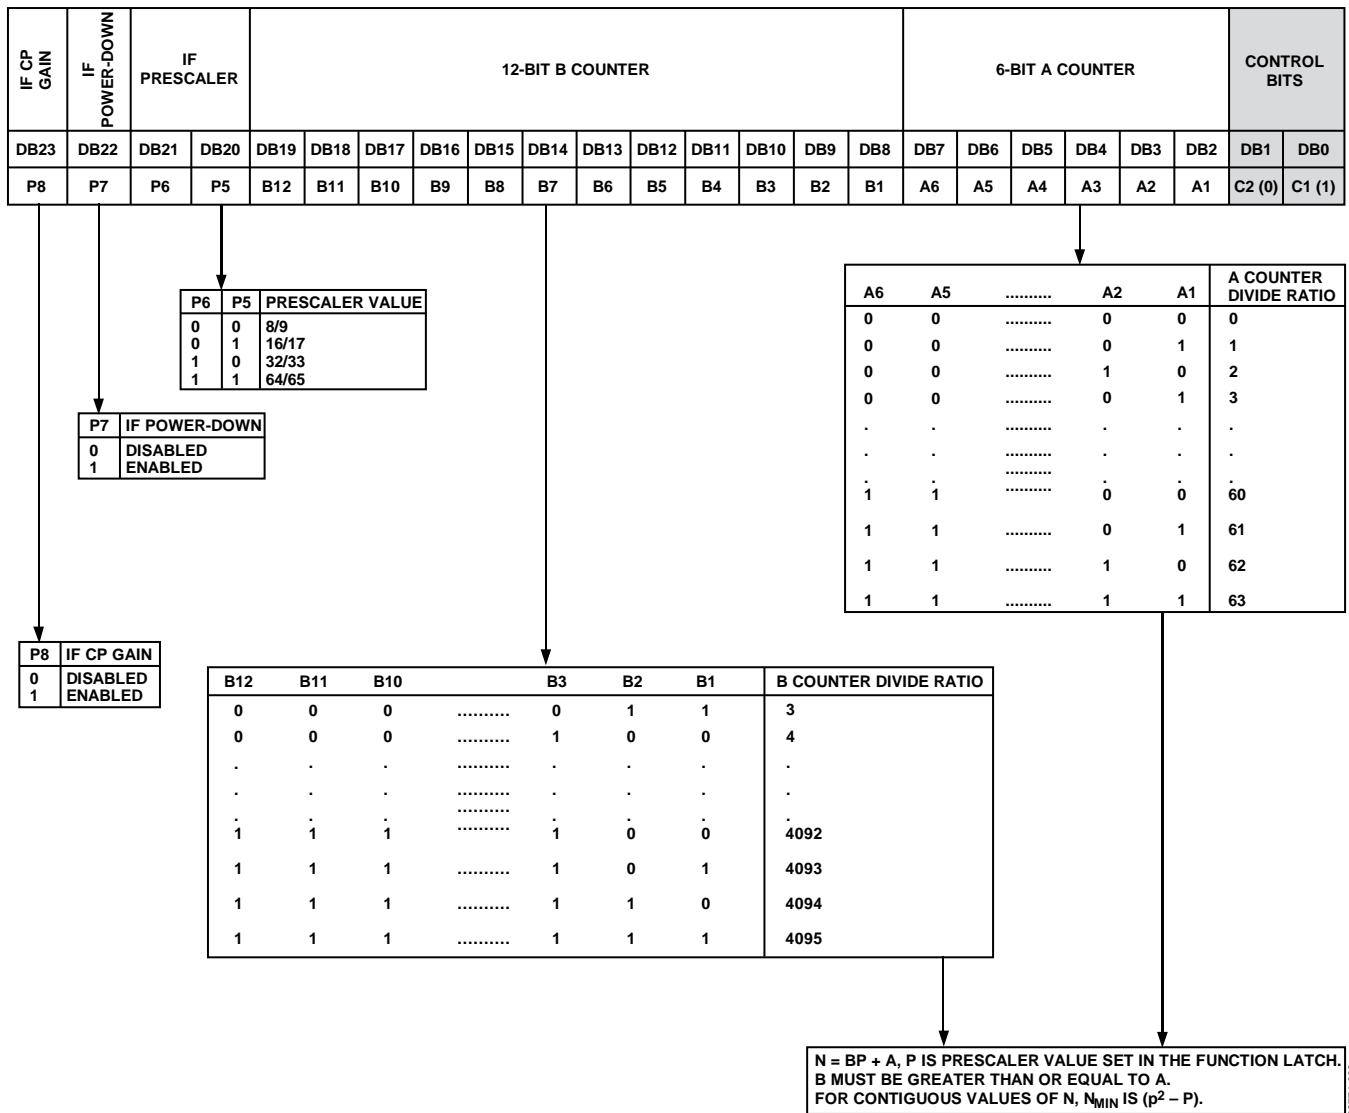 IF CP GAIN
IF POWER-DOWN
IF PRESCALER
12-BIT B COUNTER
6-BIT A COUNTER
CONTROL BITS
DB23 DB22 DB21 DB20 DB19 DB18 DB17 DB16 DB15 DB14 DB13 DB12 DB11 DB10 DB9 DB8 DB7 DB6 DB5 DB4 DB3 DB2 DB1 DB0
P8 P7 P6 P5 B12 B11 B10 B9 B8 B7 B6 B5 B4 B3 B2 B1 A6 A5 A4 A3 A2 A1 C2 (0) C1 (1)
P6 P5 PRESCALER VALUE
0 0 8/9
0 1 16/17
1 0 32/33
1 1 64/65
P7 IF POWER-DOWN
0 DISABLED
1 ENABLED
P8 IF CP GAIN
0 DISABLED
1 ENABLED
A6 A5 .......... A2 A1 A COUNTER DIVIDE RATIO
0 0 .......... 0 0 0
0 0 .......... 0 1 1
0 0 .......... 1 0 2
0 0 .......... 0 1 3
. . .......... . . .
. . .......... . . .
. . .......... . . .
1 1 .......... 0 0 60
1 1 .......... 0 1 61
1 1 .......... 1 0 62
1 1 .......... 1 1 63
B12 B11 B10 B3 B2 B1 B COUNTER DIVIDE RATIO
0 0 0 .......... 0 1 1 3
0 0 0 .......... 1 0 0 4
. . . .......... . . . .
. . . .......... . . . .
. . . .......... . . . .
1 1 1 .......... 1 0 0 4092
1 1 1 .......... 1 0 1 4093
1 1 1 .......... 1 1 0 4094
1 1 1 .......... 1 1 1 4095
N = BP + A, P IS PRESCALER VALUE SET IN THE FUNCTION LATCH.
B MUST BE GREATER THAN OR EQUAL TO A.
FOR CONTIGUOUS VALUES OF N, N_MIN IS (p² – P).